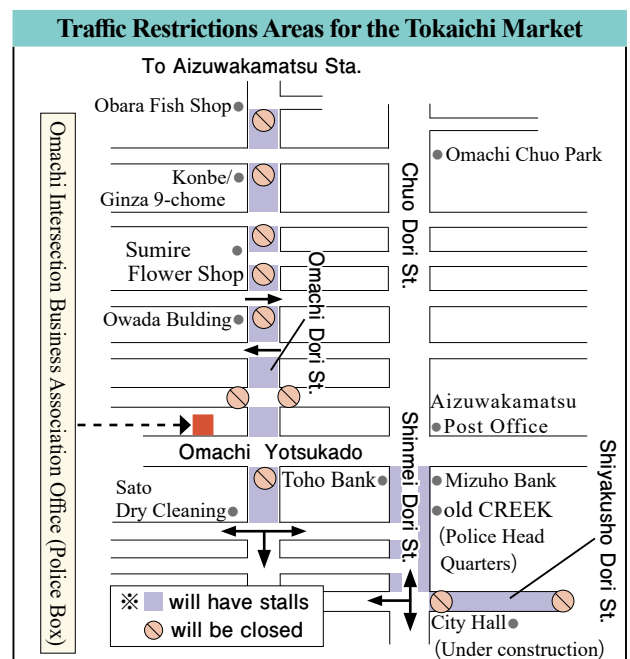 Traffic Restrictions Areas for the Tokaichi Market
To Aizuwakamatsu Sta.
Obara Fish Shop
Omachi Chuo Park
Konbe/
Ginza 9-chome
Chuo Dori St.
Sumire
Flower Shop
Omachi Dori St.
Owada Bulding
Omachi Intersection Business Association Office (Police Box)
Aizuwakamatsu
Post Office
Omachi Yotsukado
Toho Bank
Shinmei Dori St.
Mizuho Bank
Shiyakusho Dori St.
Sato
Dry Cleaning
old CREEK
(Police Head
Quarters)
※ will have stalls
will be closed
City Hall
(Under construction)